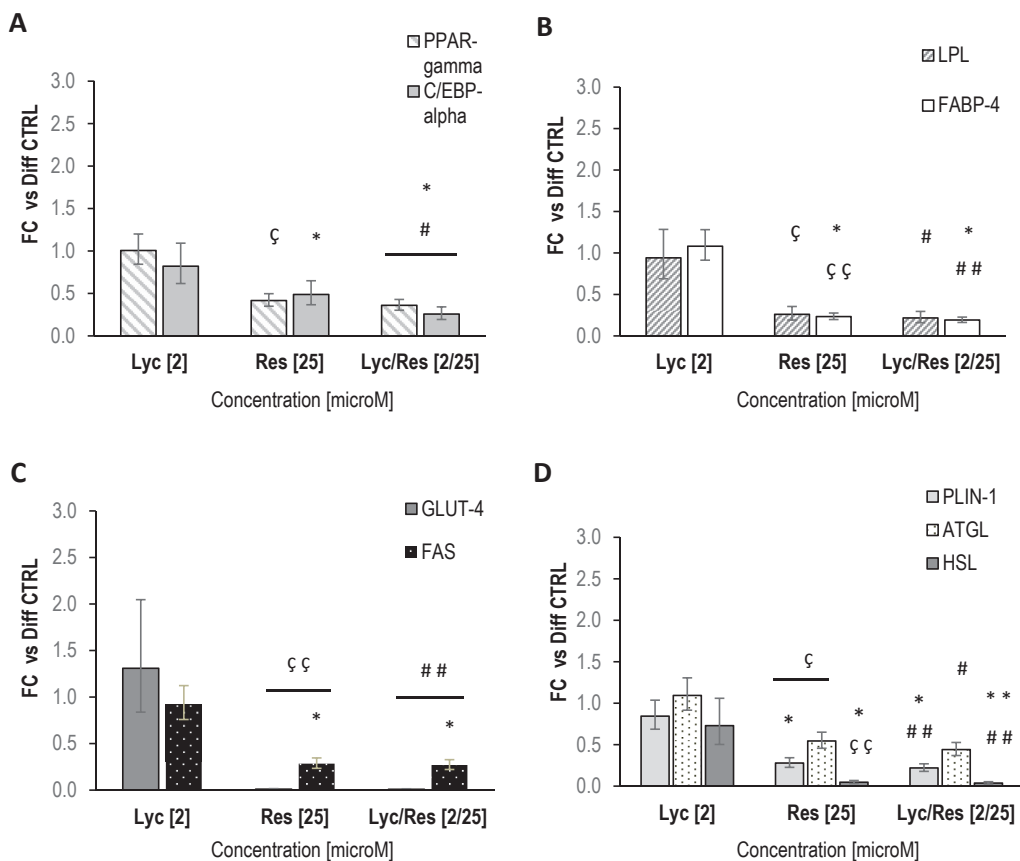 A
PPAR-
gamma
C/EBP-
alpha
3.0
2.5
2.0
1.5
1.0
0.5
0.0
FC vs Diff CTRL
ç
*
*
#
Lyc [2]
Res [25]
Lyc/Res [2/25]
Concentration [microM]
B
LPL
FABP-4
3.0
2.5
2.0
1.5
1.0
0.5
0.0
FC vs Diff CTRL
ç
*
#
*
ç ç
# #
Lyc [2]
Res [25]
Lyc/Res [2/25]
Concentration [microM]
C
GLUT-4
FAS
3.0
2.5
2.0
1.5
1.0
0.5
0.0
FC vs Diff CTRL
ç ç
# #
*
*
Lyc [2]
Res [25]
Lyc/Res [2/25]
Concentration [microM]
D
PLIN-1
ATGL
HSL
3.0
2.5
2.0
1.5
1.0
0.5
0.0
FC vs Diff CTRL
ç
#
*
*
*
* *
ç ç
# #
# #
Lyc [2]
Res [25]
Lyc/Res [2/25]
Concentration [microM]